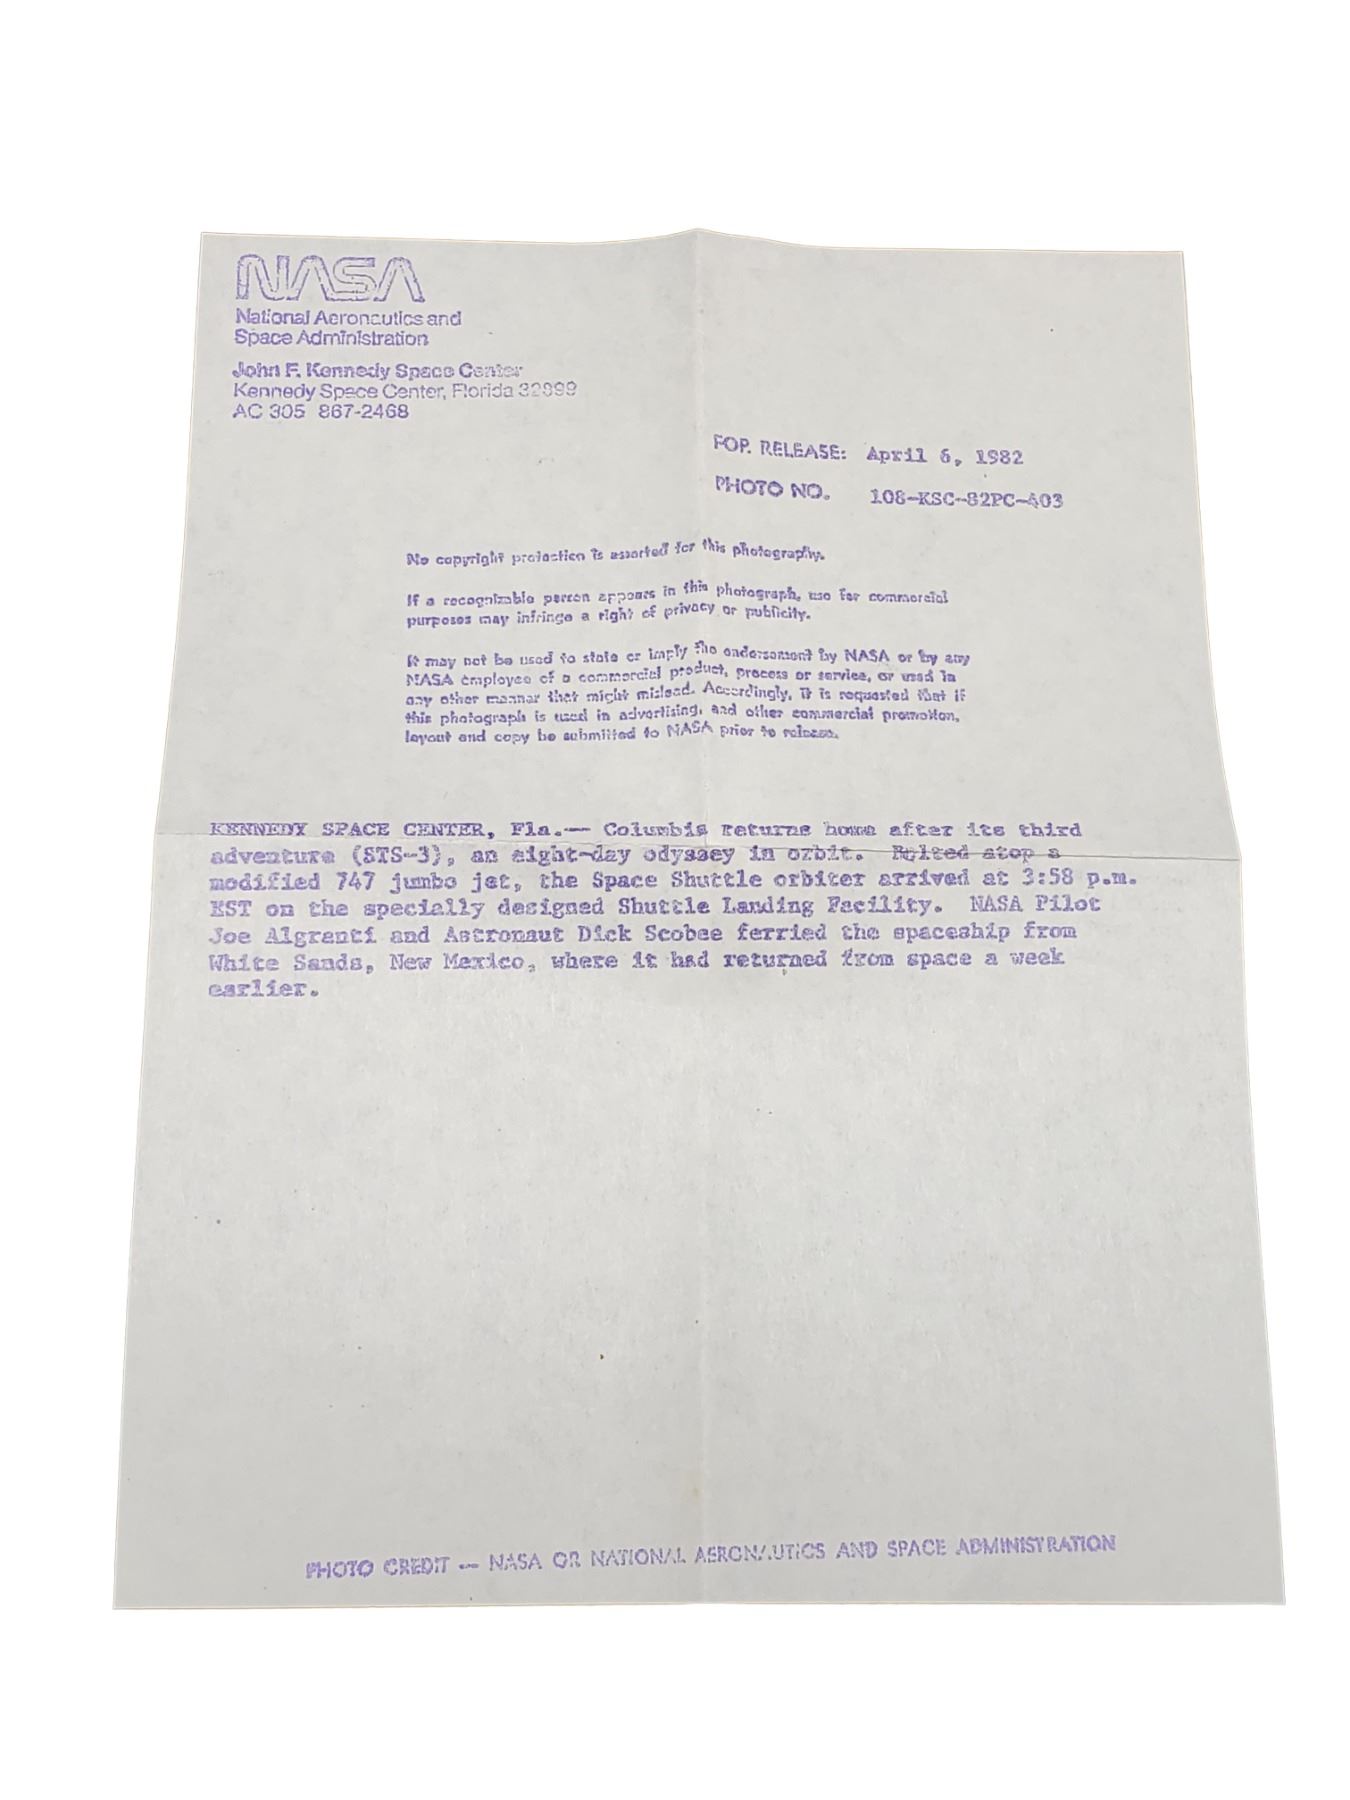 NASA
National Aeronautics and
Space Administration
John F. Kennedy Space Center
Kennedy Space Center, Florida 32899
AC 305 867-2468
FOR RELEASE: April 6, 1982
PHOTO NO. 108-KSC-82PC-403
No copyright protection is asserted for this photography.
If a recognizable person appears in this photograph, use for commercial
purposes may infringe a right of privacy or publicity.
It may not be used to state or imply the endorsement by NASA or by any
NASA employee of a commercial product, process or service, or used in
any other manner that might mislead. Accordingly, it is requested that if
this photograph is used in advertising, and other commercial promotion,
layout and copy be submitted to NASA prior to release.
KENNEDY SPACE CENTER, Fla.-- Columbia returns home after its third
adventure (STS-3), an eight-day odyssey in orbit. Bolted atop a
modified 747 jumbo jet, the Space Shuttle orbiter arrived at 3:58 p.m.
EST on the specially designed Shuttle Landing Facility. NASA Pilot
Joe Algranti and Astronaut Dick Scobee ferried the spaceship from
White Sands, New Mexico, where it had returned from space a week
earlier.
PHOTO CREDIT -- NASA OR NATIONAL AERONAUTICS AND SPACE ADMINISTRATION